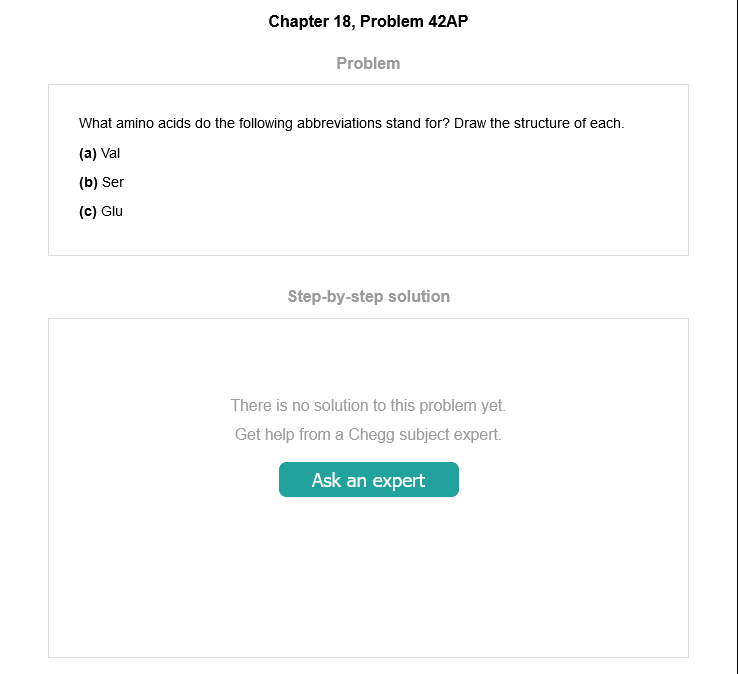 Chapter 18, Problem 42AP
Problem
What amino acids do the following abbreviations stand for? Draw the structure of each.
(a) Val
(b) Ser
(c) Glu
Step-by-step solution
There is no solution to this problem yet.
Get help from a Chegg subject expert.
Ask an expert